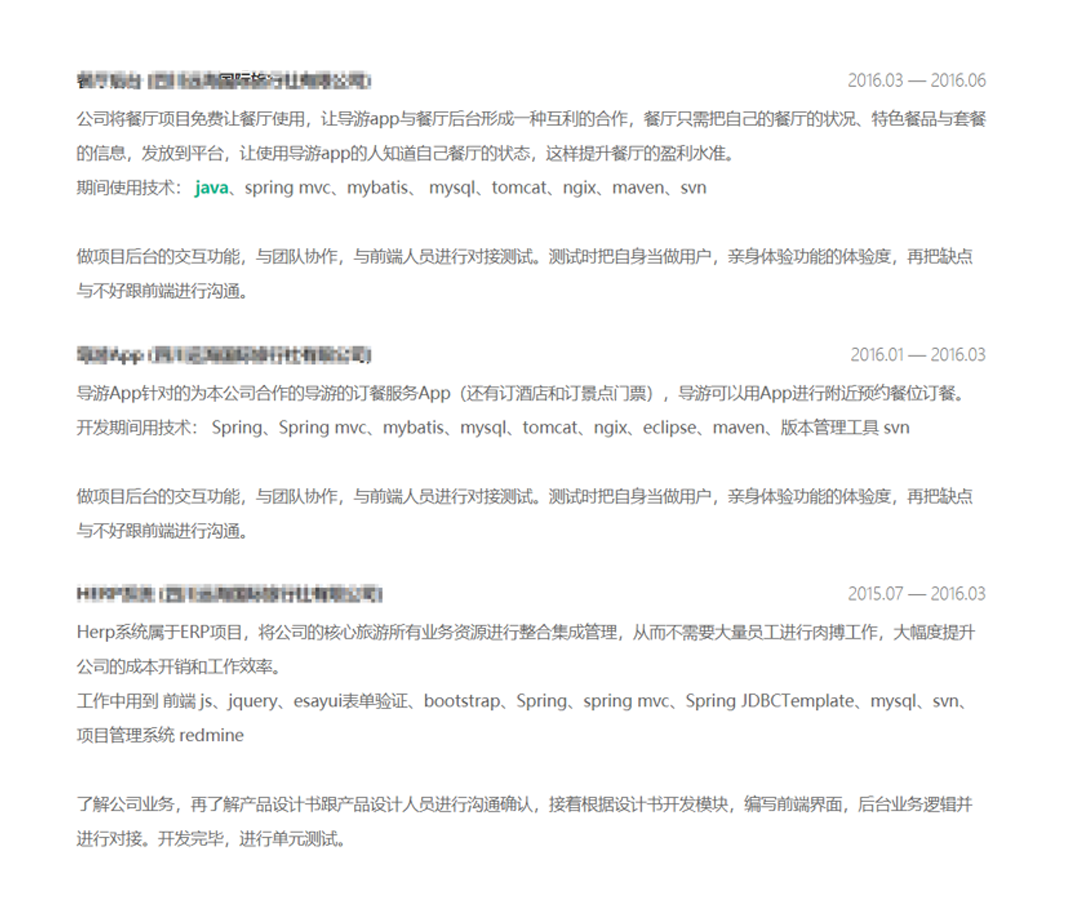 2016.03 — 2016.06
公司将餐厅项目免费让餐厅使用，让导游app与餐厅后台形成一种互利的合作，餐厅只需把自己的餐厅的状况、特色餐品与套餐
的信息，发放到平台，让使用导游app的人知道自己餐厅的状态，这样提升餐厅的盈利水准。
期间使用技术： java、spring mvc、mybatis、 mysql、tomcat、ngix、maven、svn
做项目后台的交互功能，与团队协作，与前端人员进行对接测试。测试时把自身当做用户，亲身体验功能的体验度，再把缺点
与不好跟前端进行沟通。
2016.01 — 2016.03
导游App针对的为本公司合作的导游的订餐服务App（还有订酒店和订景点门票），导游可以用App进行附近预约餐位订餐。
开发期间用技术： Spring、Spring mvc、mybatis、mysql、tomcat、ngix、eclipse、maven、版本管理工具 svn
做项目后台的交互功能，与团队协作，与前端人员进行对接测试。测试时把自身当做用户，亲身体验功能的体验度，再把缺点
与不好跟前端进行沟通。
2015.07 — 2016.03
Herp系统属于ERP项目，将公司的核心旅游所有业务资源进行整合集成管理，从而不需要大量员工进行肉搏工作，大幅度提升
公司的成本开销和工作效率。
工作中用到 前端 js、jquery、esayui表单验证、bootstrap、Spring、spring mvc、Spring JDBCTemplate、mysql、svn、
项目管理系统 redmine
了解公司业务，再了解产品设计书跟产品设计人员进行沟通确认，接着根据设计书开发模块，编写前端界面，后台业务逻辑并
进行对接。开发完毕，进行单元测试。